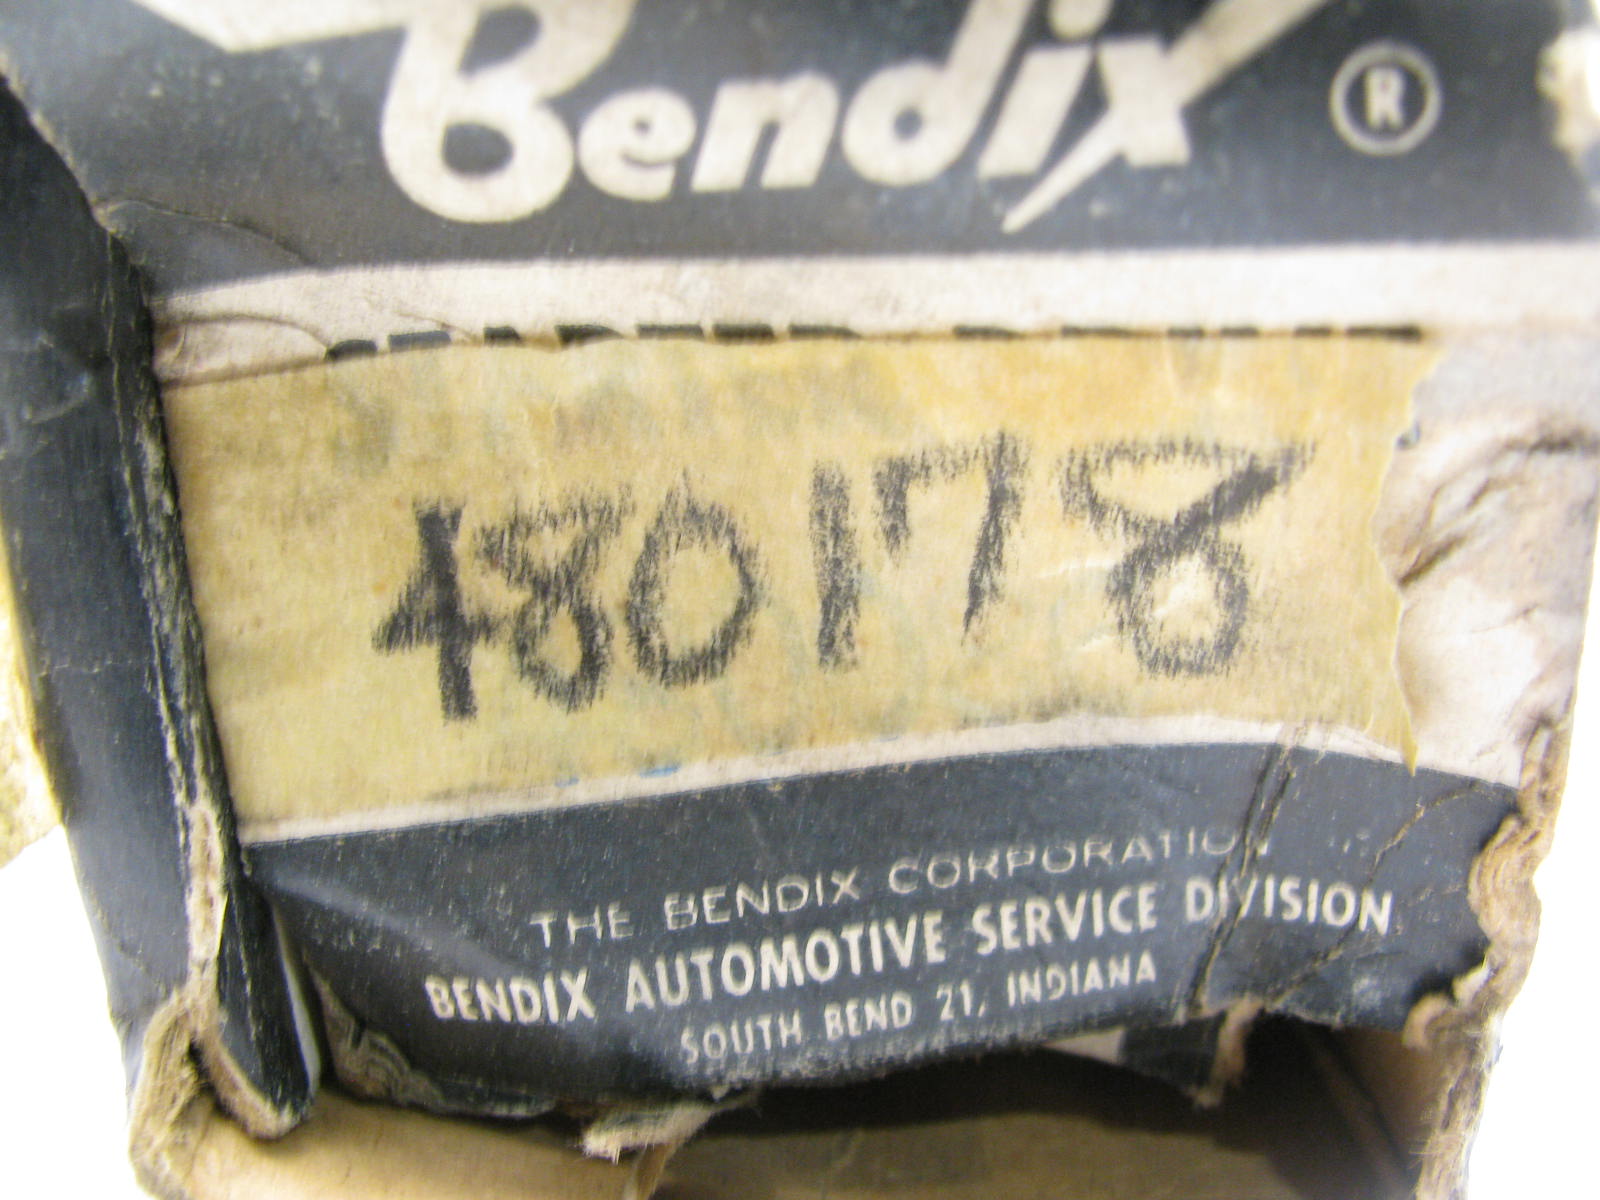 Bendix ®
480178
THE BENDIX CORPORATION
BENDIX AUTOMOTIVE SERVICE DIVISION
SOUTH BEND 21, INDIANA